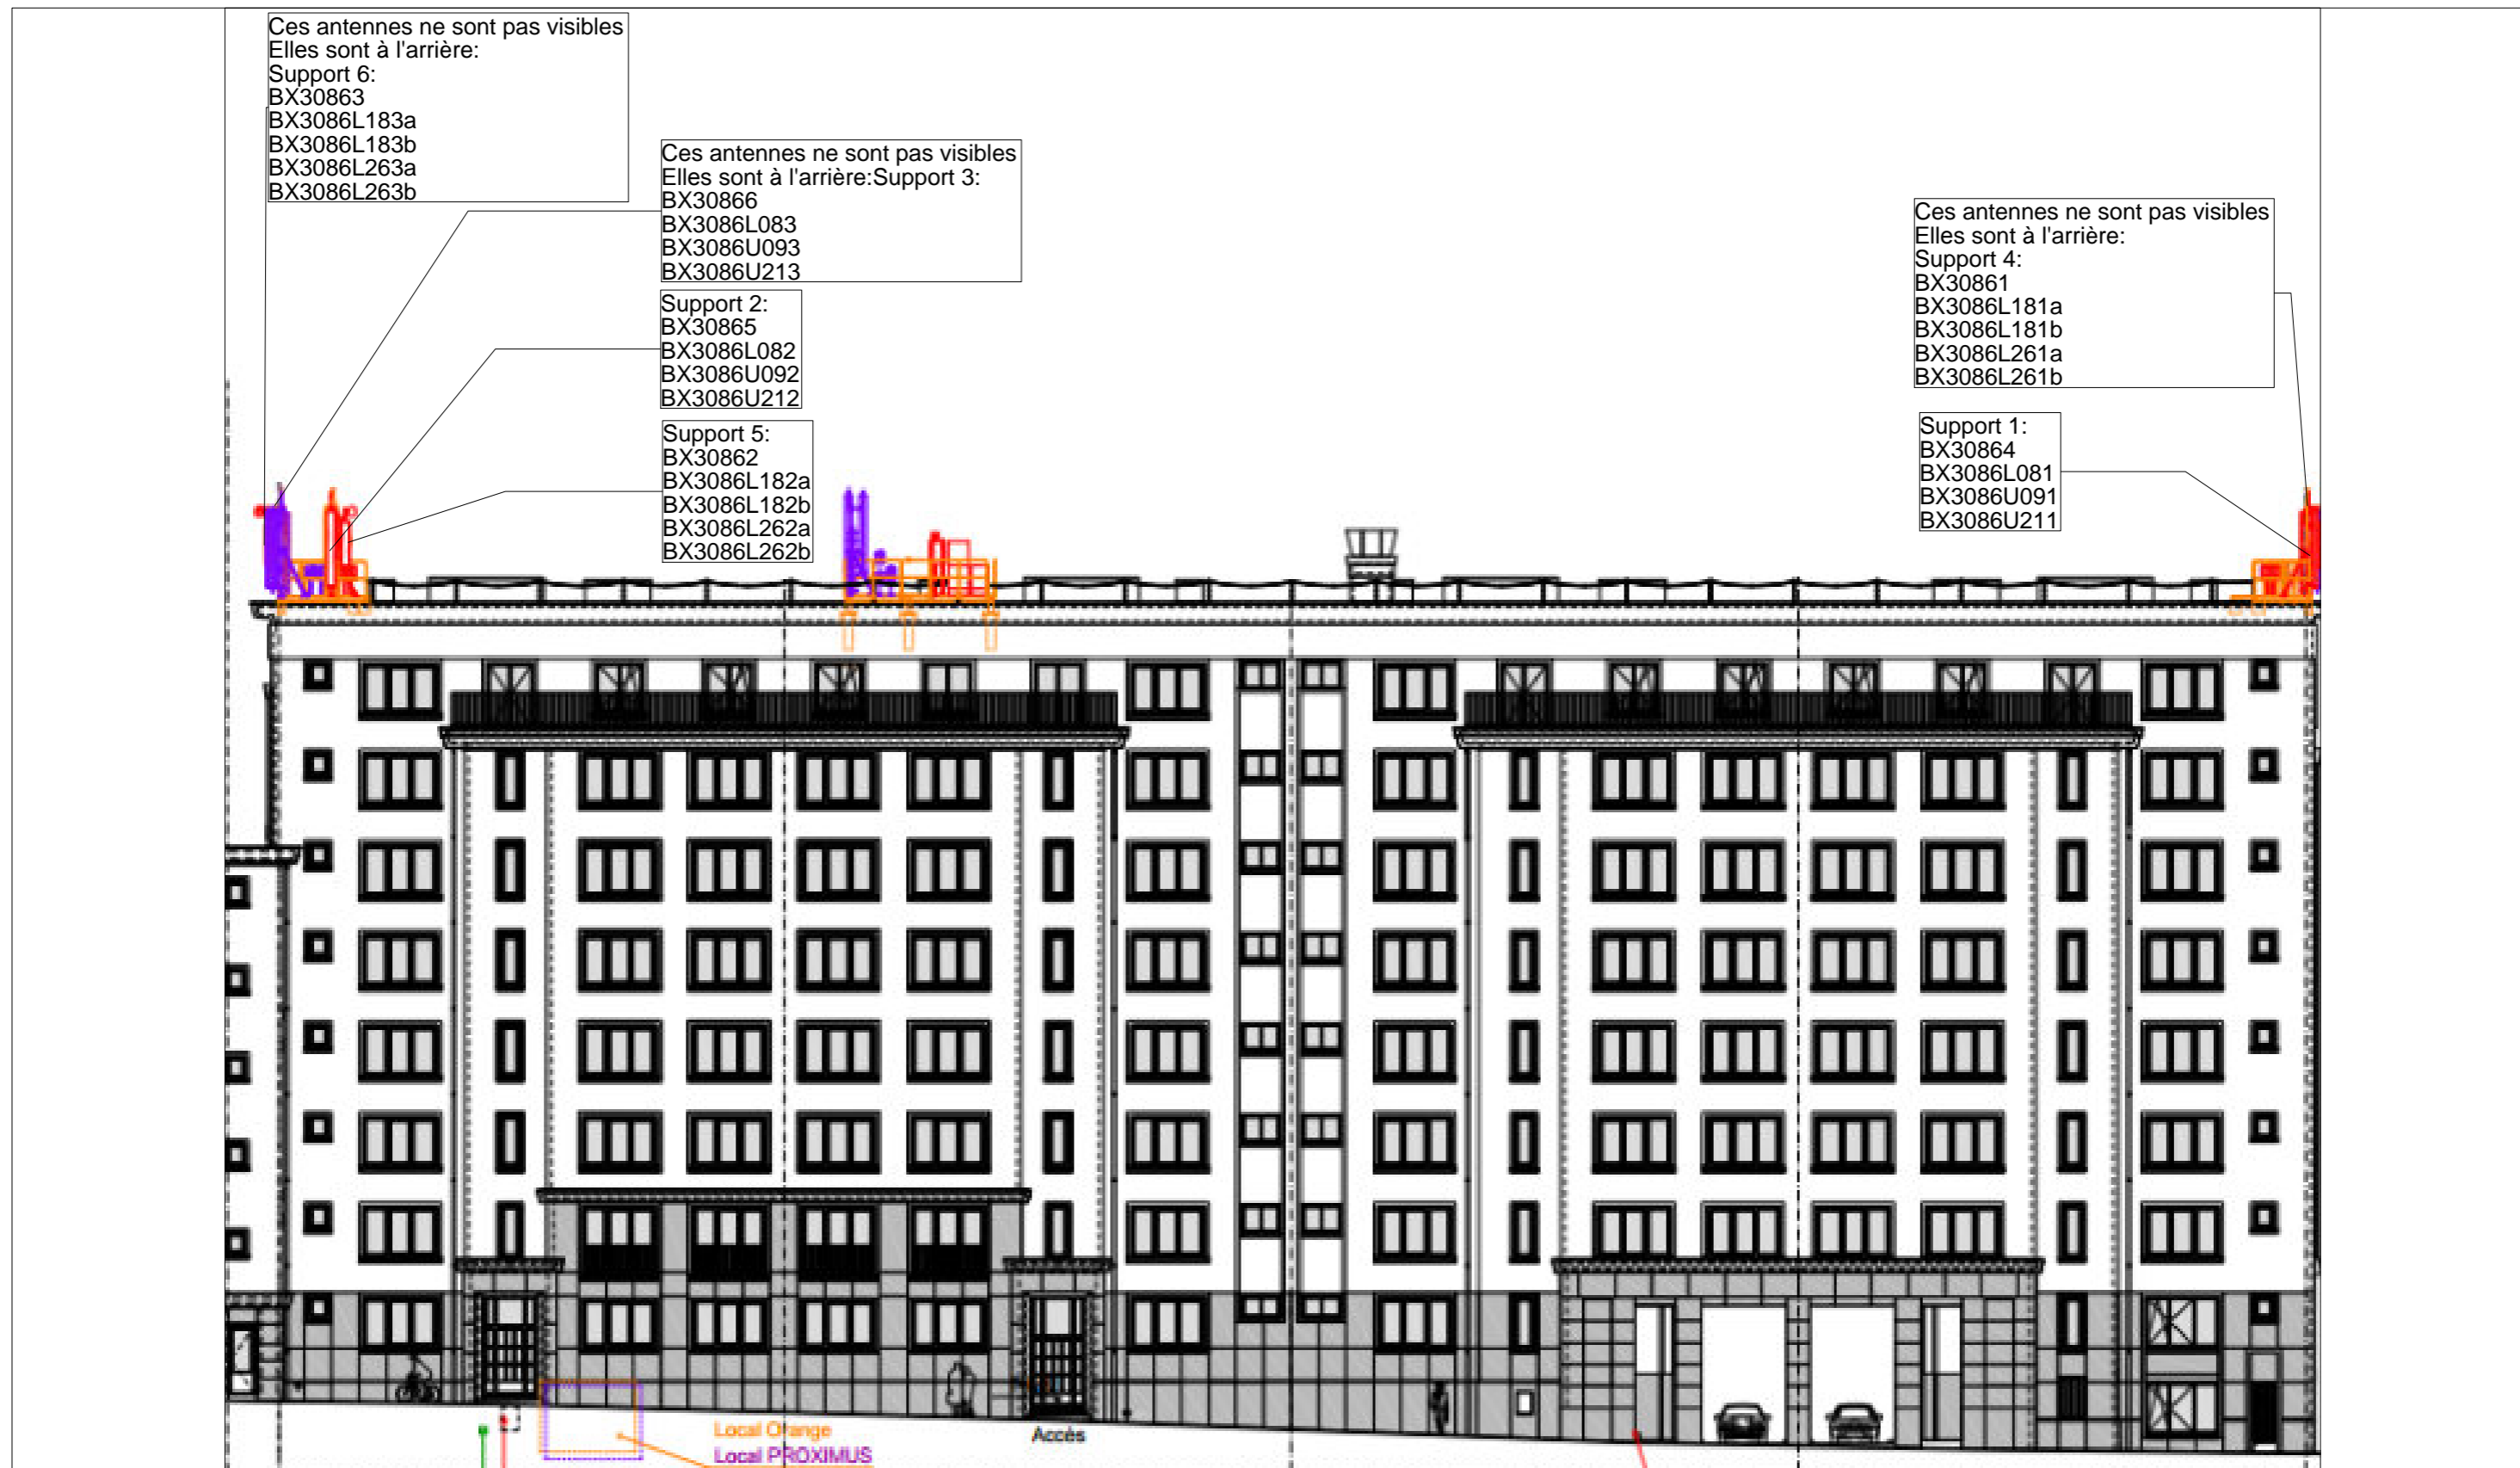 Ces antennes ne sont pas visibles
Elles sont à l'arrière:
Support 6:
BX30863
BX3086L183a
BX3086L183b
BX3086L263a
BX3086L263b
Ces antennes ne sont pas visibles
Elles sont à l'arrière:Support 3:
BX30866
BX3086L083
BX3086U093
BX3086U213
Support 2:
BX30865
BX3086L082
BX3086U092
BX3086U212
Support 5:
BX30862
BX3086L182a
BX3086L182b
BX3086L262a
BX3086L262b
Ces antennes ne sont pas visibles
Elles sont à l'arrière:
Support 4:
BX30861
BX3086L181a
BX3086L181b
BX3086L261a
BX3086L261b
Support 1:
BX30864
BX3086L081
BX3086U091
BX3086U211
Local Orange
Local PROXIMUS
Accès